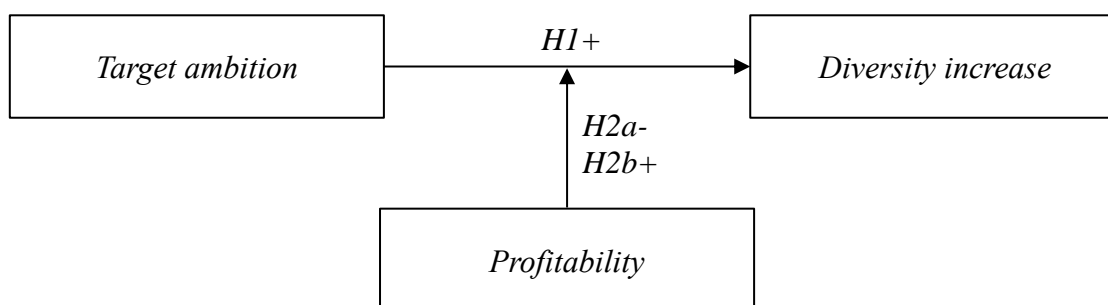 H1+
Target ambition
Diversity increase
H2a-
H2b+
Profitability